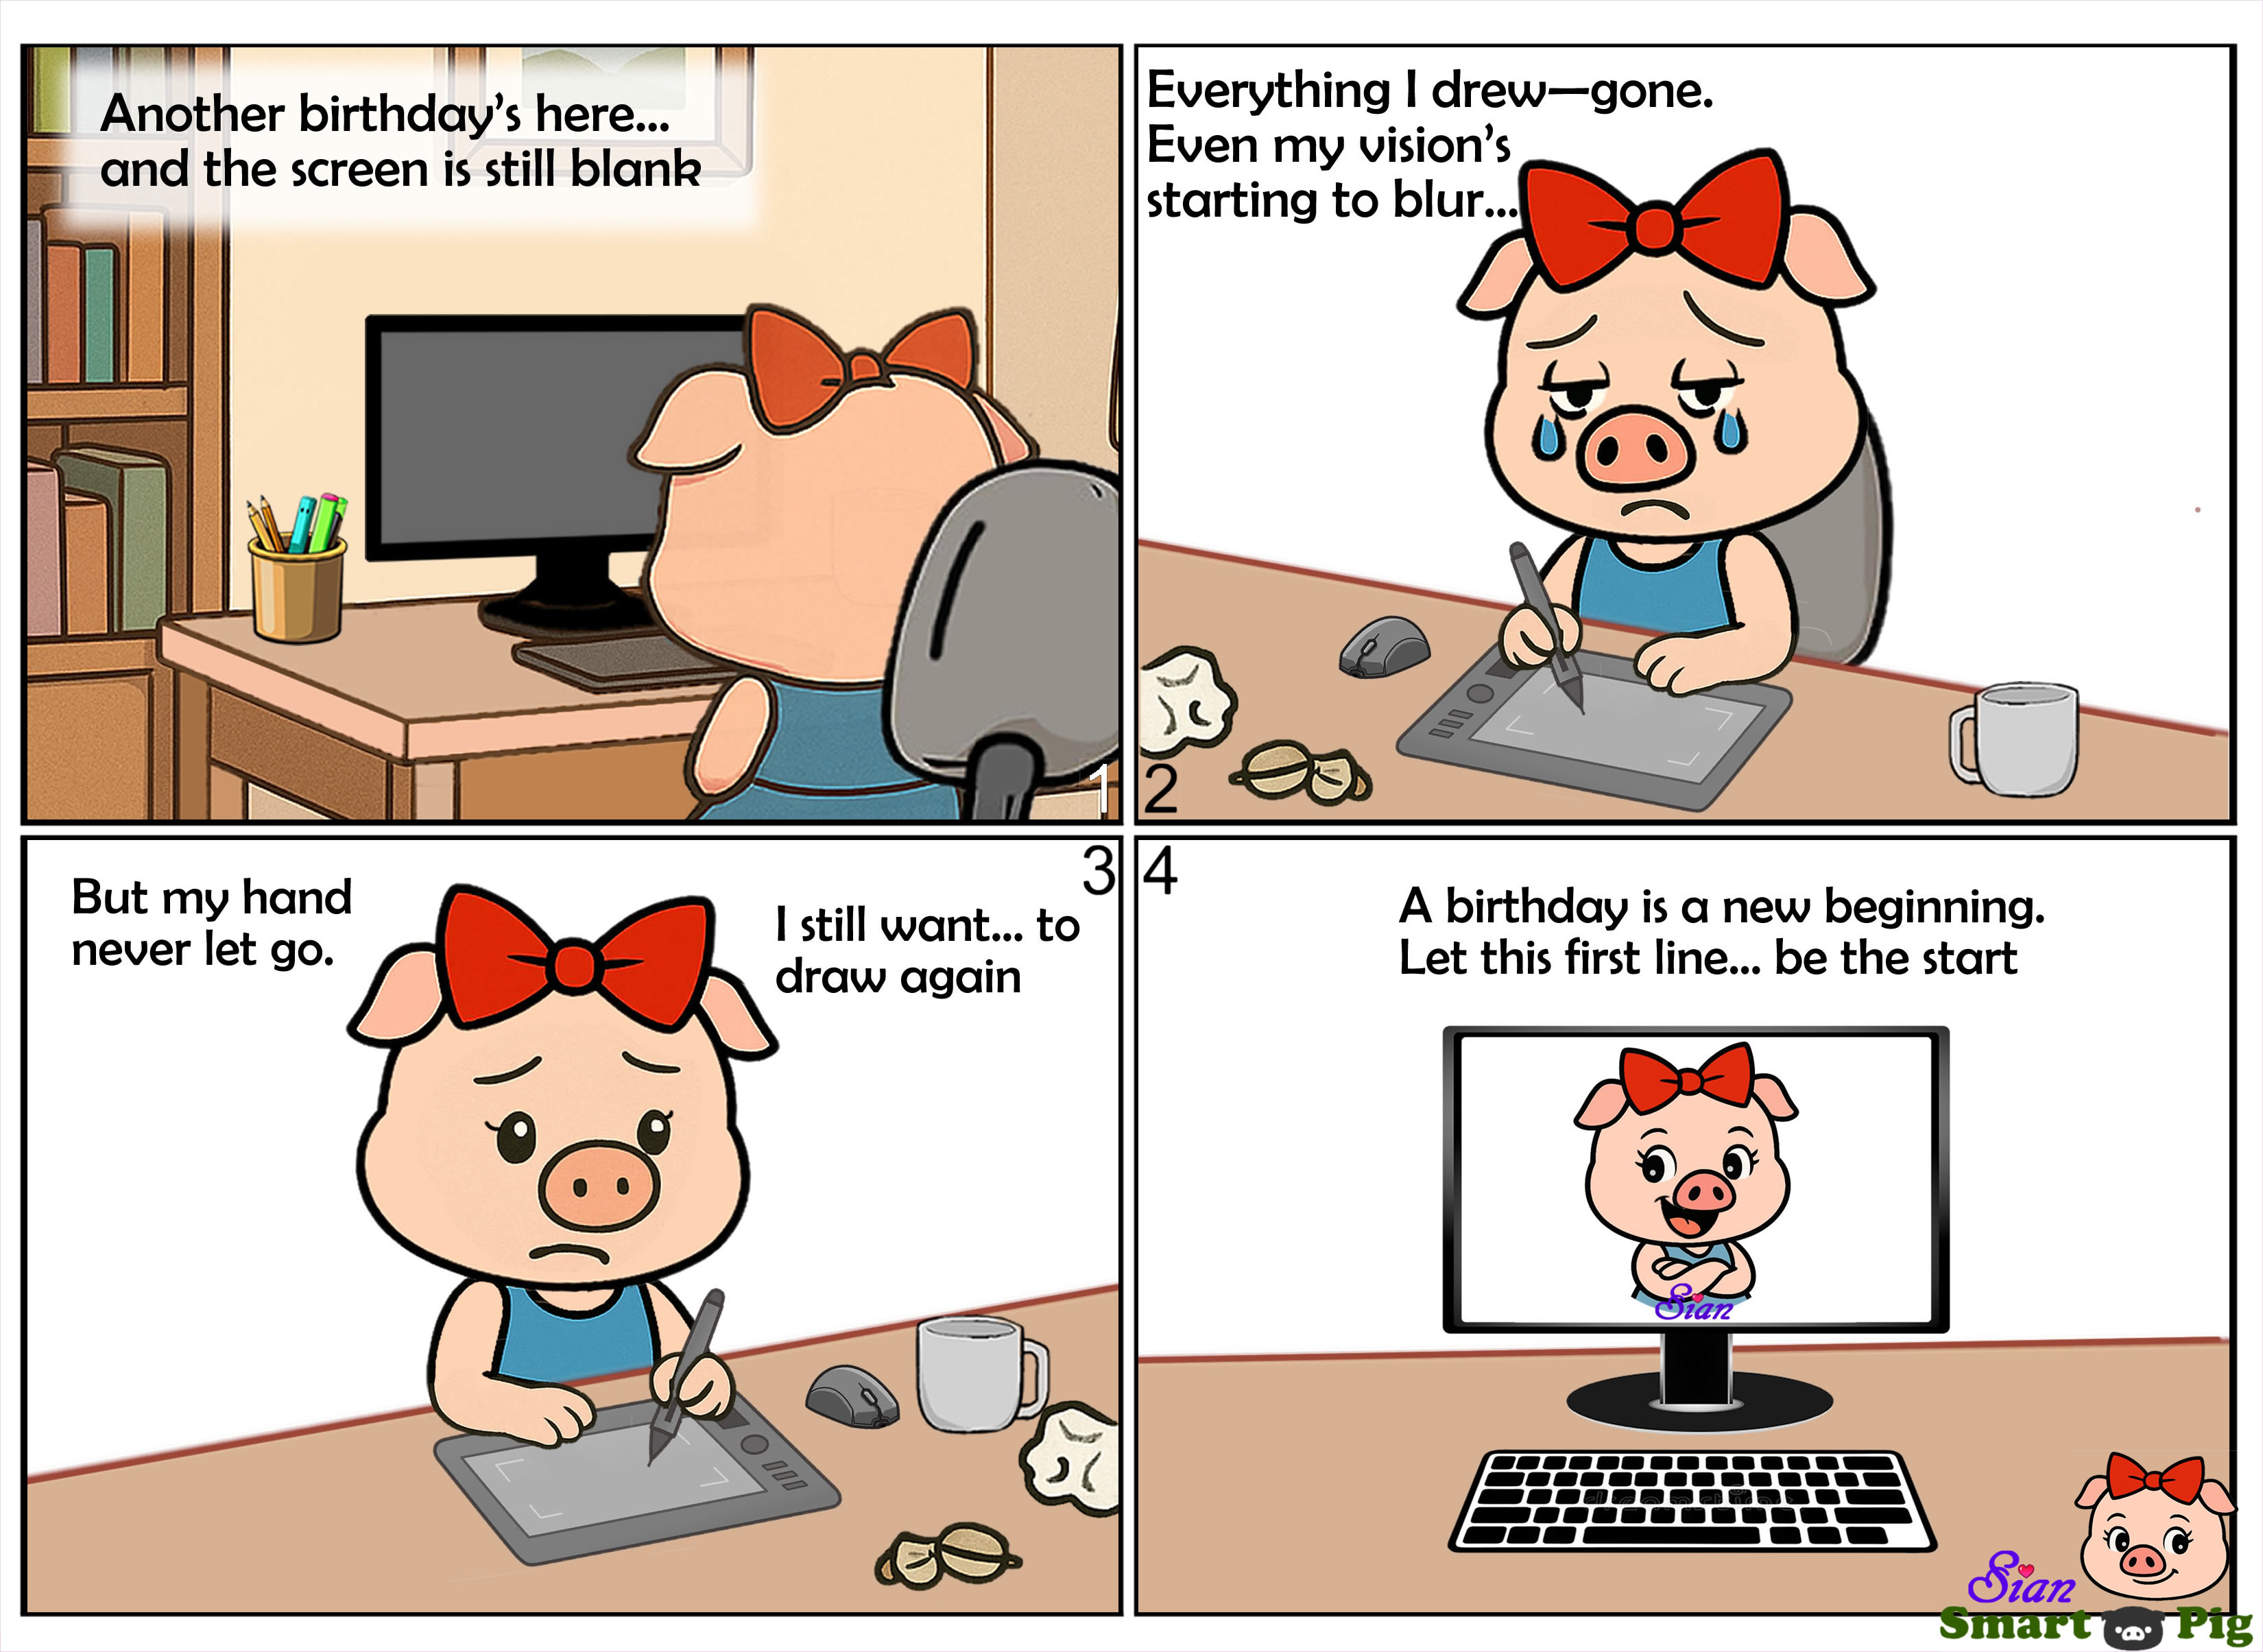 Another birthday’s here...
and the screen is still blank
1
Everything I drew—gone.
Even my vision’s
starting to blur...
2
But my hand
never let go.
I still want... to
draw again
3
4
A birthday is a new beginning.
Let this first line... be the start
Sian
Sian
Smart Pig